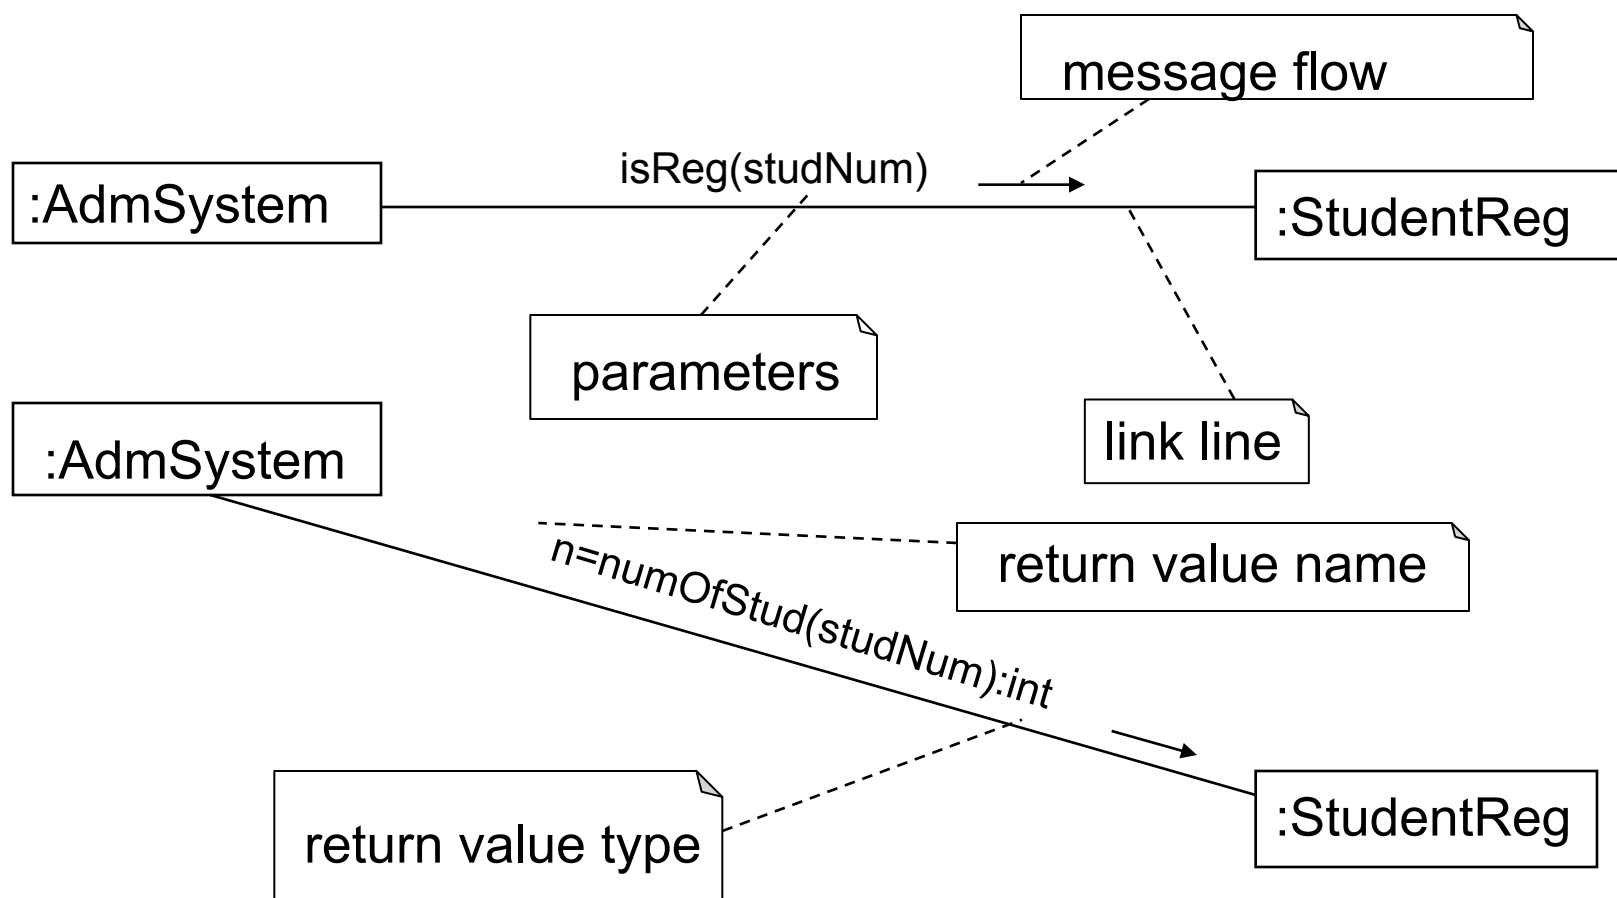 message flow
isReg(studNum)
:AdmSystem
:StudentReg
parameters
link line
:AdmSystem
return value name
n=numOfStud(studNum):int
:StudentReg
return value type